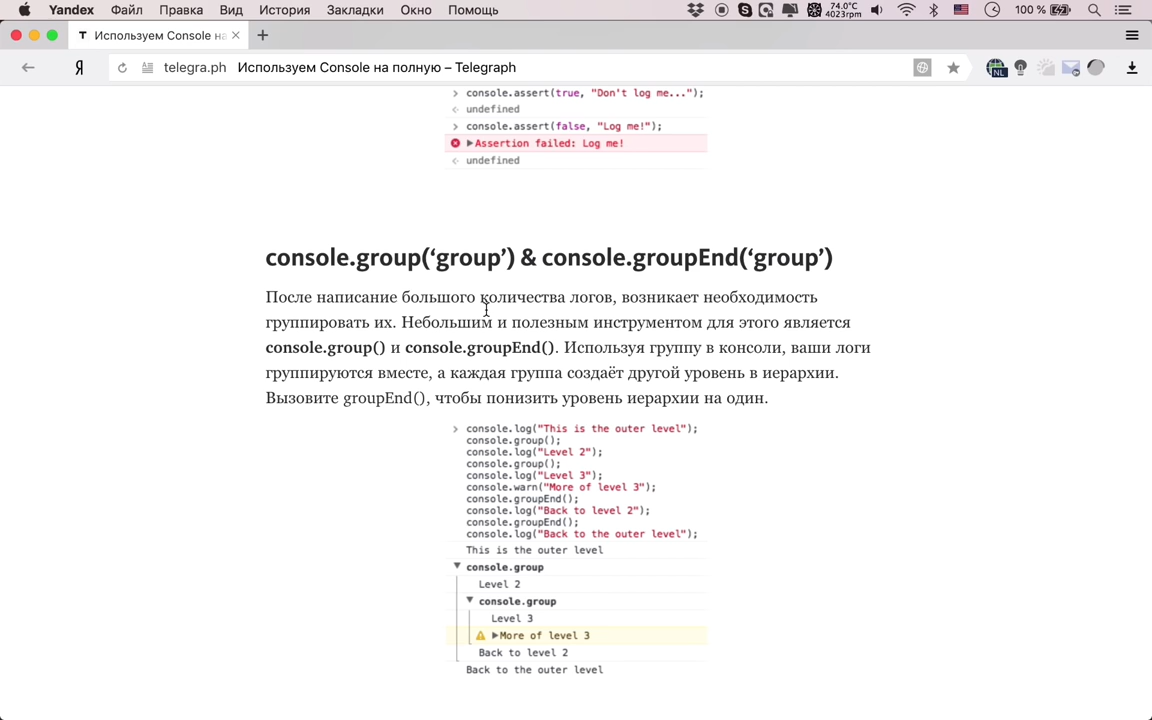 Yandex Файл Правка Вид История Закладки Окно Помощь 74.0°C 4023rpm 100 %
Используем Console на
telegra.ph Используем Console на полную – Telegraph NL
> console.assert(true, "Don't log me...");
undefined
> console.assert(false, "Log me!");
Assertion failed: Log me!
undefined
console.group(‘group’) & console.groupEnd(‘group’)
После написание большого количества логов, возникает необходимость
группировать их. Небольшим и полезным инструментом для этого является
console.group() и console.groupEnd(). Используя группу в консоли, ваши логи
группируются вместе, а каждая группа создаёт другой уровень в иерархии.
Вызовите groupEnd(), чтобы понизить уровень иерархии на один.
> console.log("This is the outer level");
console.group();
console.log("Level 2");
console.group();
console.log("Level 3");
console.warn("More of level 3");
console.groupEnd();
console.log("Back to level 2");
console.groupEnd();
console.log("Back to the outer level");
This is the outer level
console.group
Level 2
console.group
Level 3
More of level 3
Back to level 2
Back to the outer level